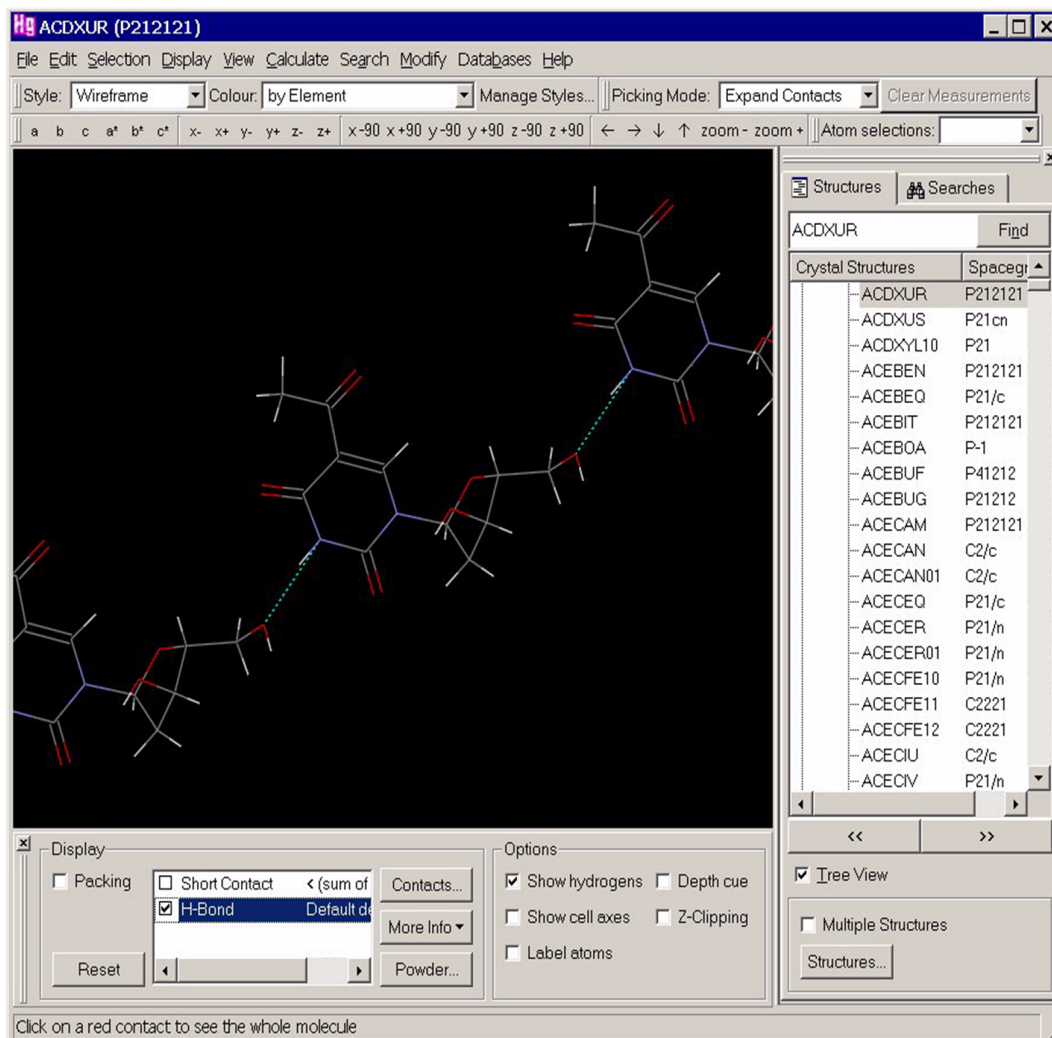 Hg ACDXUR (P212121)
File Edit Selection Display View Calculate Search Modify Databases Help
Style: Wireframe Colour: by Element Manage Styles... Picking Mode: Expand Contacts Clear Measurements
a b c a* b* c* x- x+ y- y+ z- z+ x-90 x+90 y-90 y+90 z-90 z+90 ← → ↓ ↑ zoom - zoom + Atom selections:
Structures Searches
ACDXUR Find
Crystal Structures Spacegr
ACDXUR P212121
ACDXUS P21cn
ACDXYL10 P21
ACEBEN P212121
ACEBEQ P21/c
ACEBIT P212121
ACEBOA P-1
ACEBUF P41212
ACEBUG P21212
ACECAM P212121
ACECAN C2/c
ACECAN01 C2/c
ACECEQ P21/c
ACECER P21/n
ACECER01 P21/n
ACECFE10 P21/n
ACECFE11 C2221
ACECFE12 C2221
ACECIU C2/c
ACECIV P21/n
<< >>
Tree View
Multiple Structures
Structures...
Display
Packing
Short Contact < (sum of
H-Bond Default de
Contacts...
More Info
Powder...
Reset
Options
Show hydrogens Depth cue
Show cell axes Z-Clipping
Label atoms
Click on a red contact to see the whole molecule